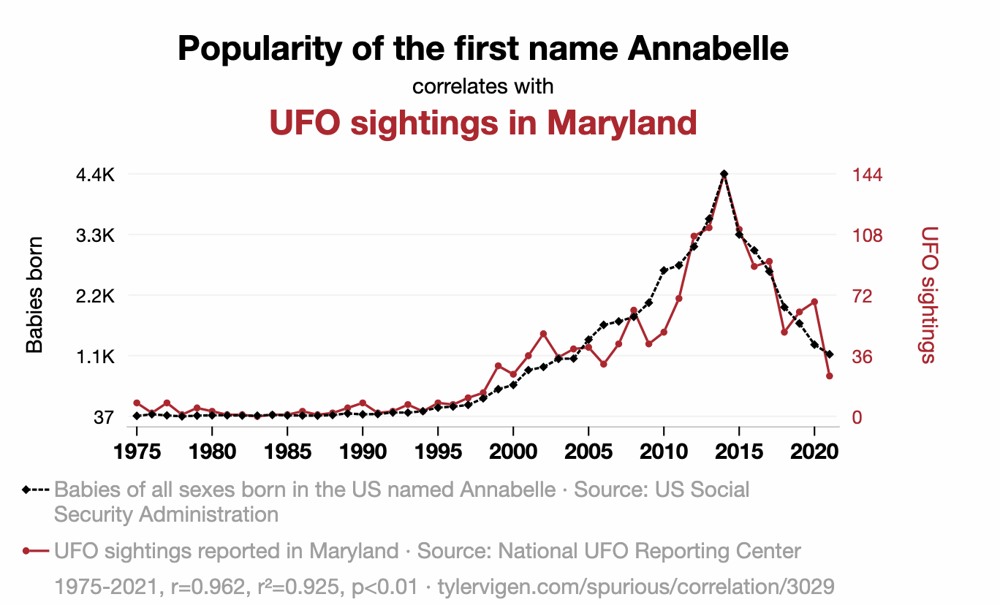 Popularity of the first name Annabelle
correlates with
UFO sightings in Maryland
4.4K
3.3K
2.2K
1.1K
37
Babies born
144
108
72
36
0
UFO sightings
1975 1980 1985 1990 1995 2000 2005 2010 2015 2020
Babies of all sexes born in the US named Annabelle · Source: US Social
Security Administration
UFO sightings reported in Maryland · Source: National UFO Reporting Center
1975-2021, r=0.962, r²=0.925, p<0.01 · tylervigen.com/spurious/correlation/3029